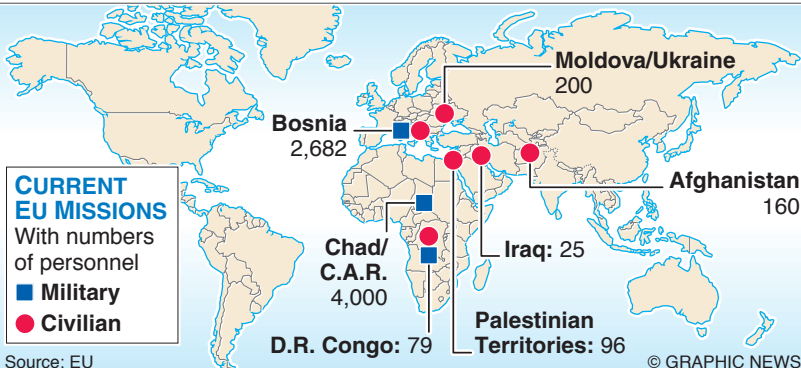 Moldova/Ukraine
200
Bosnia
2,682
CURRENT
EU MISSIONS
With numbers
of personnel
Military
Civilian
Afghanistan
160
Chad/
C.A.R.
4,000
Iraq: 25
D.R. Congo: 79
Palestinian
Territories: 96
Source: EU
© GRAPHIC NEWS